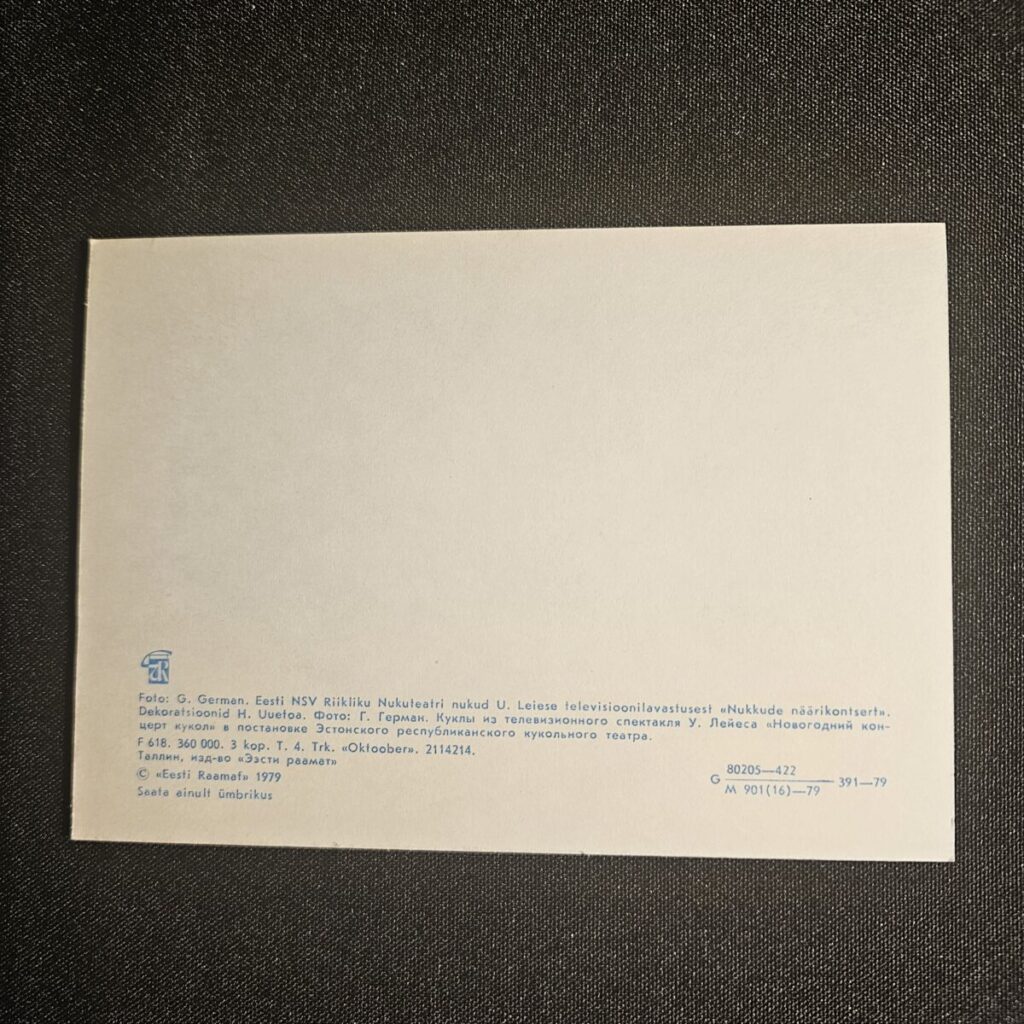 ER
Foto: G. German. Eesti NSV Riikliku Nukuteatri nukud U. Leiese televisioonilavastusest «Nukkude näärikontsert».
Dekoratsioonid H. Uuetoa. Фото: Г. Герман. Куклы из телевизионного спектакля У. Лейеса «Новогодний кон-
церт кукол» в постановке Эстонского республиканского кукольного театра.
F 618. 360 000. 3 kop. T. 4. Trk. «Oktoober». 2114214.
Таллин, изд-во «Ээсти раамат»
© «Eesti Raamat» 1979
Saata ainult ümbrikus
G 80205—422 391—79
M 901(16)—79